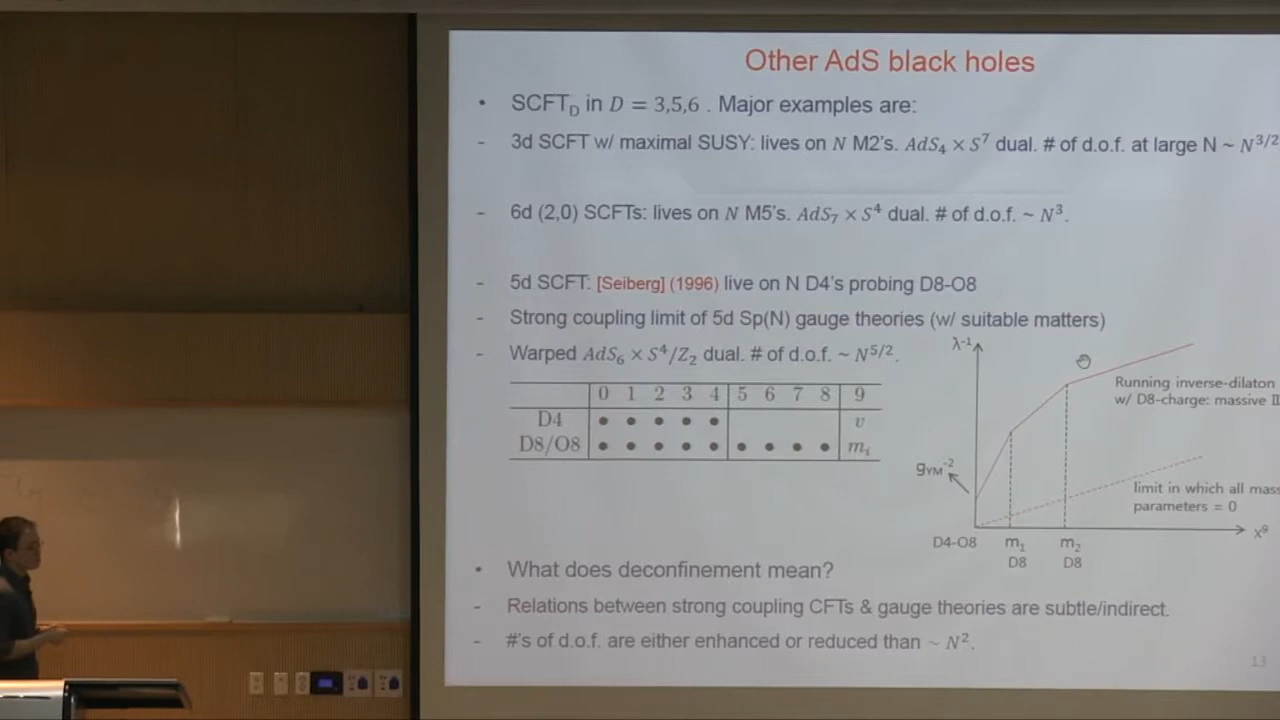 Other AdS black holes
• SCFT_D in D = 3,5,6 . Major examples are:
- 3d SCFT w/ maximal SUSY: lives on N M2's. AdS₄ × S⁷ dual. # of d.o.f. at large N ~ N^{3/2}
- 6d (2,0) SCFTs: lives on N M5's. AdS₇ × S⁴ dual. # of d.o.f. ~ N³.
- 5d SCFT: [Seiberg] (1996) live on N D4's probing D8-O8
- Strong coupling limit of 5d Sp(N) gauge theories (w/ suitable matters)
- Warped AdS₆ × S⁴/Z₂ dual. # of d.o.f. ~ N^{5/2}.
0 1 2 3 4 5 6 7 8 9
D4 • • • • • v
D8/O8 • • • • • • • • • m_i
λ⁻¹
Running inverse-dilaton
w/ D8-charge: massive
g_YM⁻²
limit in which all mass
parameters = 0
x⁹
D4-O8 m₁ m₂
D8 D8
• What does deconfinement mean?
- Relations between strong coupling CFTs & gauge theories are subtle/indirect.
- #'s of d.o.f. are either enhanced or reduced than ~ N².
13